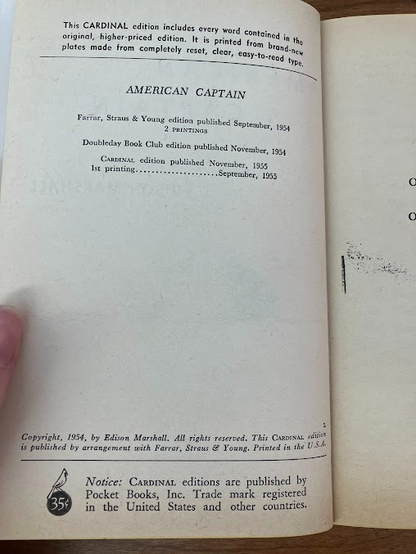 This CARDINAL edition includes every word contained in the
original, higher-priced edition. It is printed from brand-new
plates made from completely reset, clear, easy-to-read type.
AMERICAN CAPTAIN
Farrar, Straus & Young edition published September, 1954
2 PRINTINGS
Doubleday Book Club edition published November, 1954
CARDINAL edition published November, 1955
1st printing.....................September, 1955
O
O
L
Copyright, 1954, by Edison Marshall. All rights reserved. This CARDINAL edition
is published by arrangement with Farrar, Straus & Young. Printed in the U.S.A.
35¢
Notice: CARDINAL editions are published by
Pocket Books, Inc. Trade mark registered
in the United States and other countries.